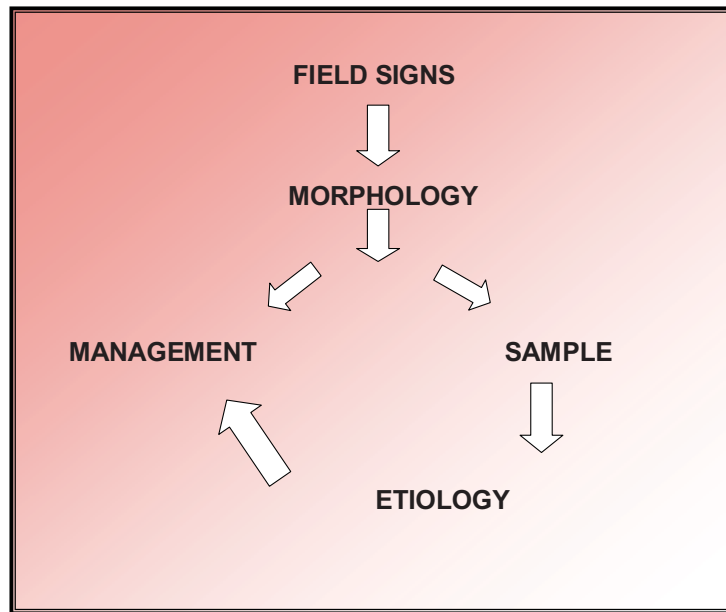 FIELD SIGNS
MORPHOLOGY
MANAGEMENT
SAMPLE
ETIOLOGY